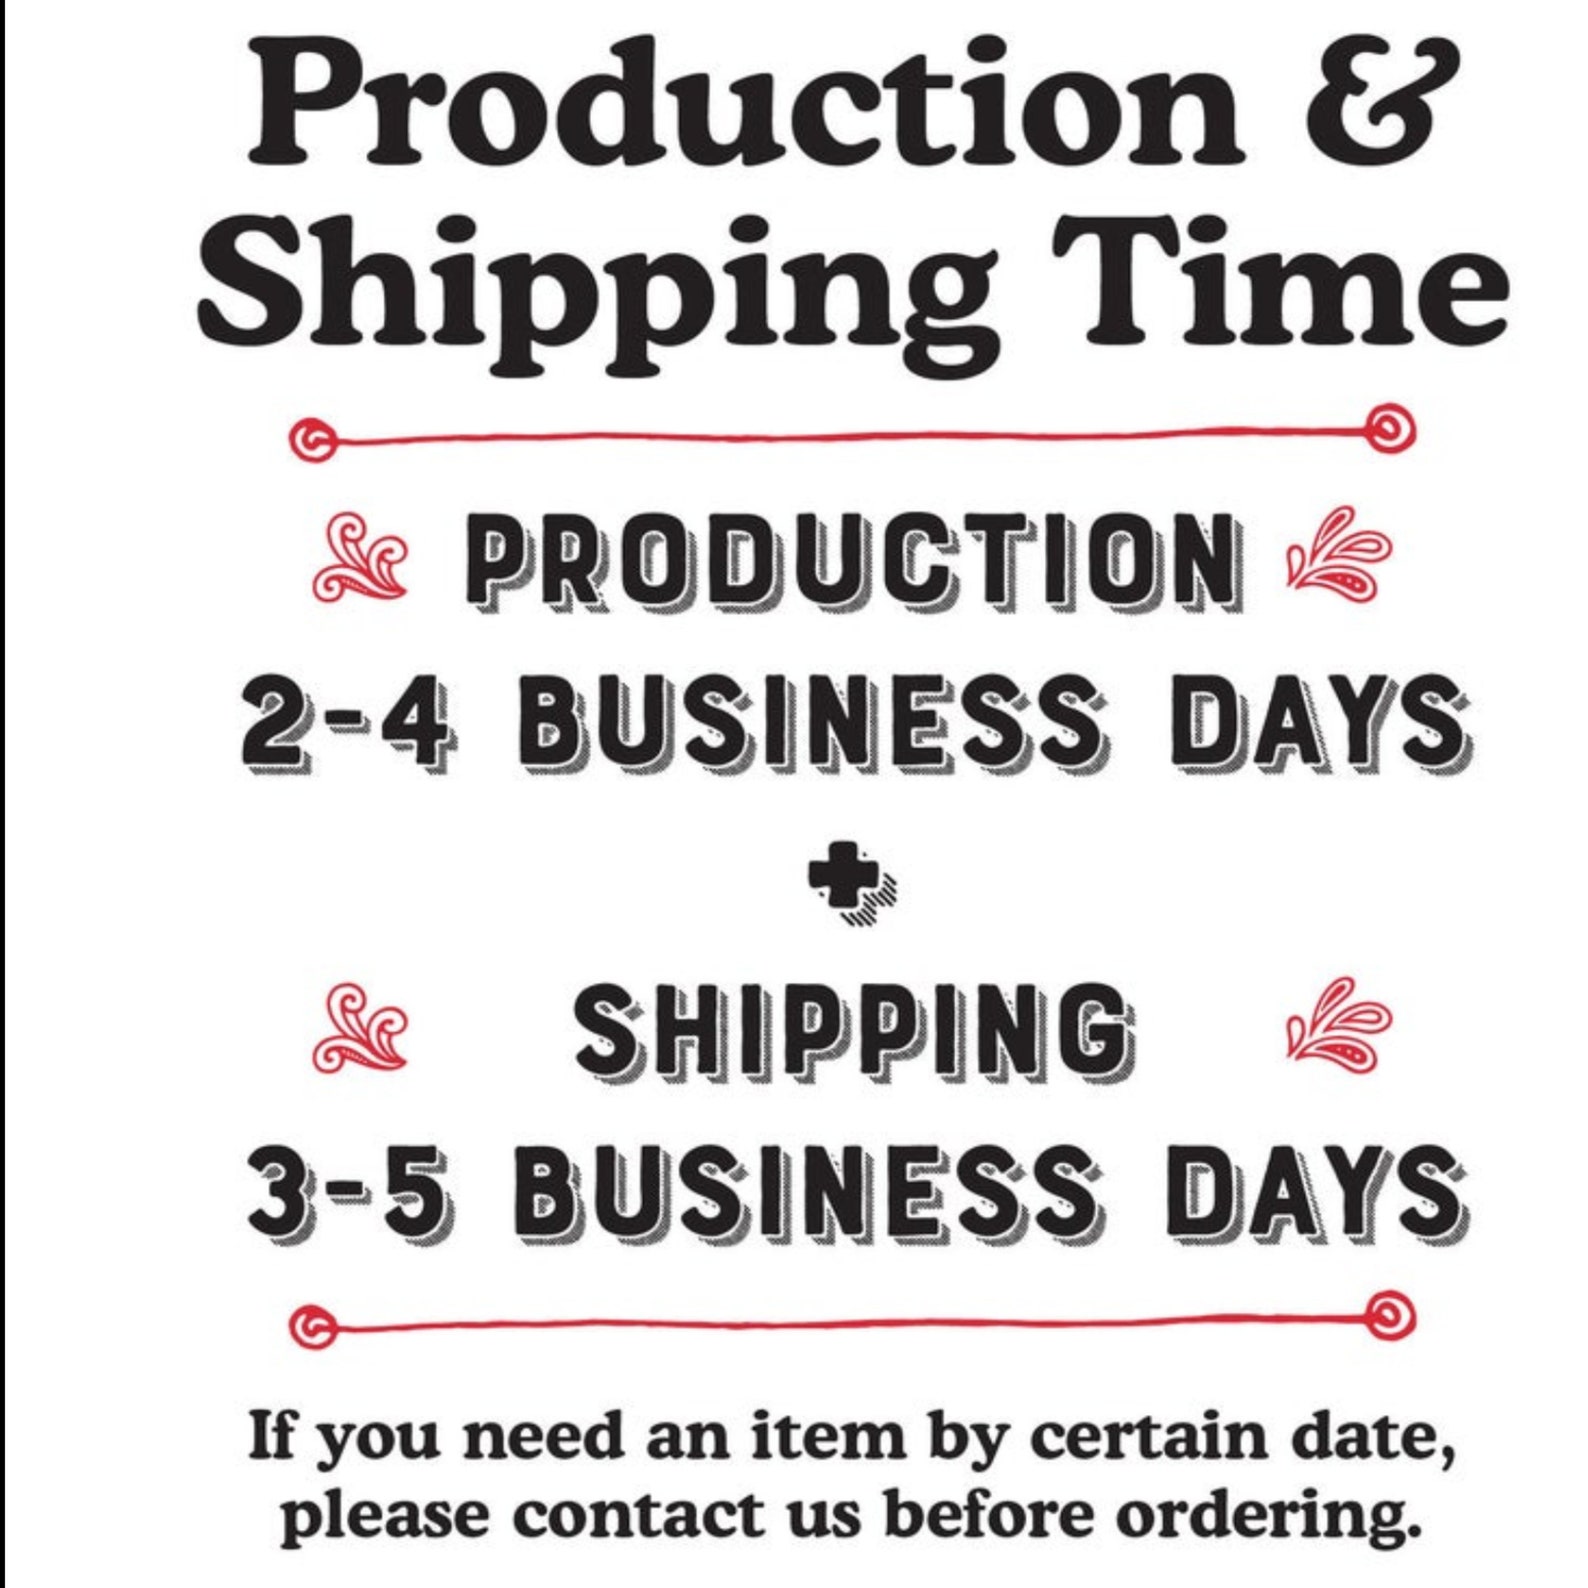 Production &
Shipping Time
PRODUCTION
2-4 BUSINESS DAYS
+
SHIPPING
3-5 BUSINESS DAYS
If you need an item by certain date,
please contact us before ordering.